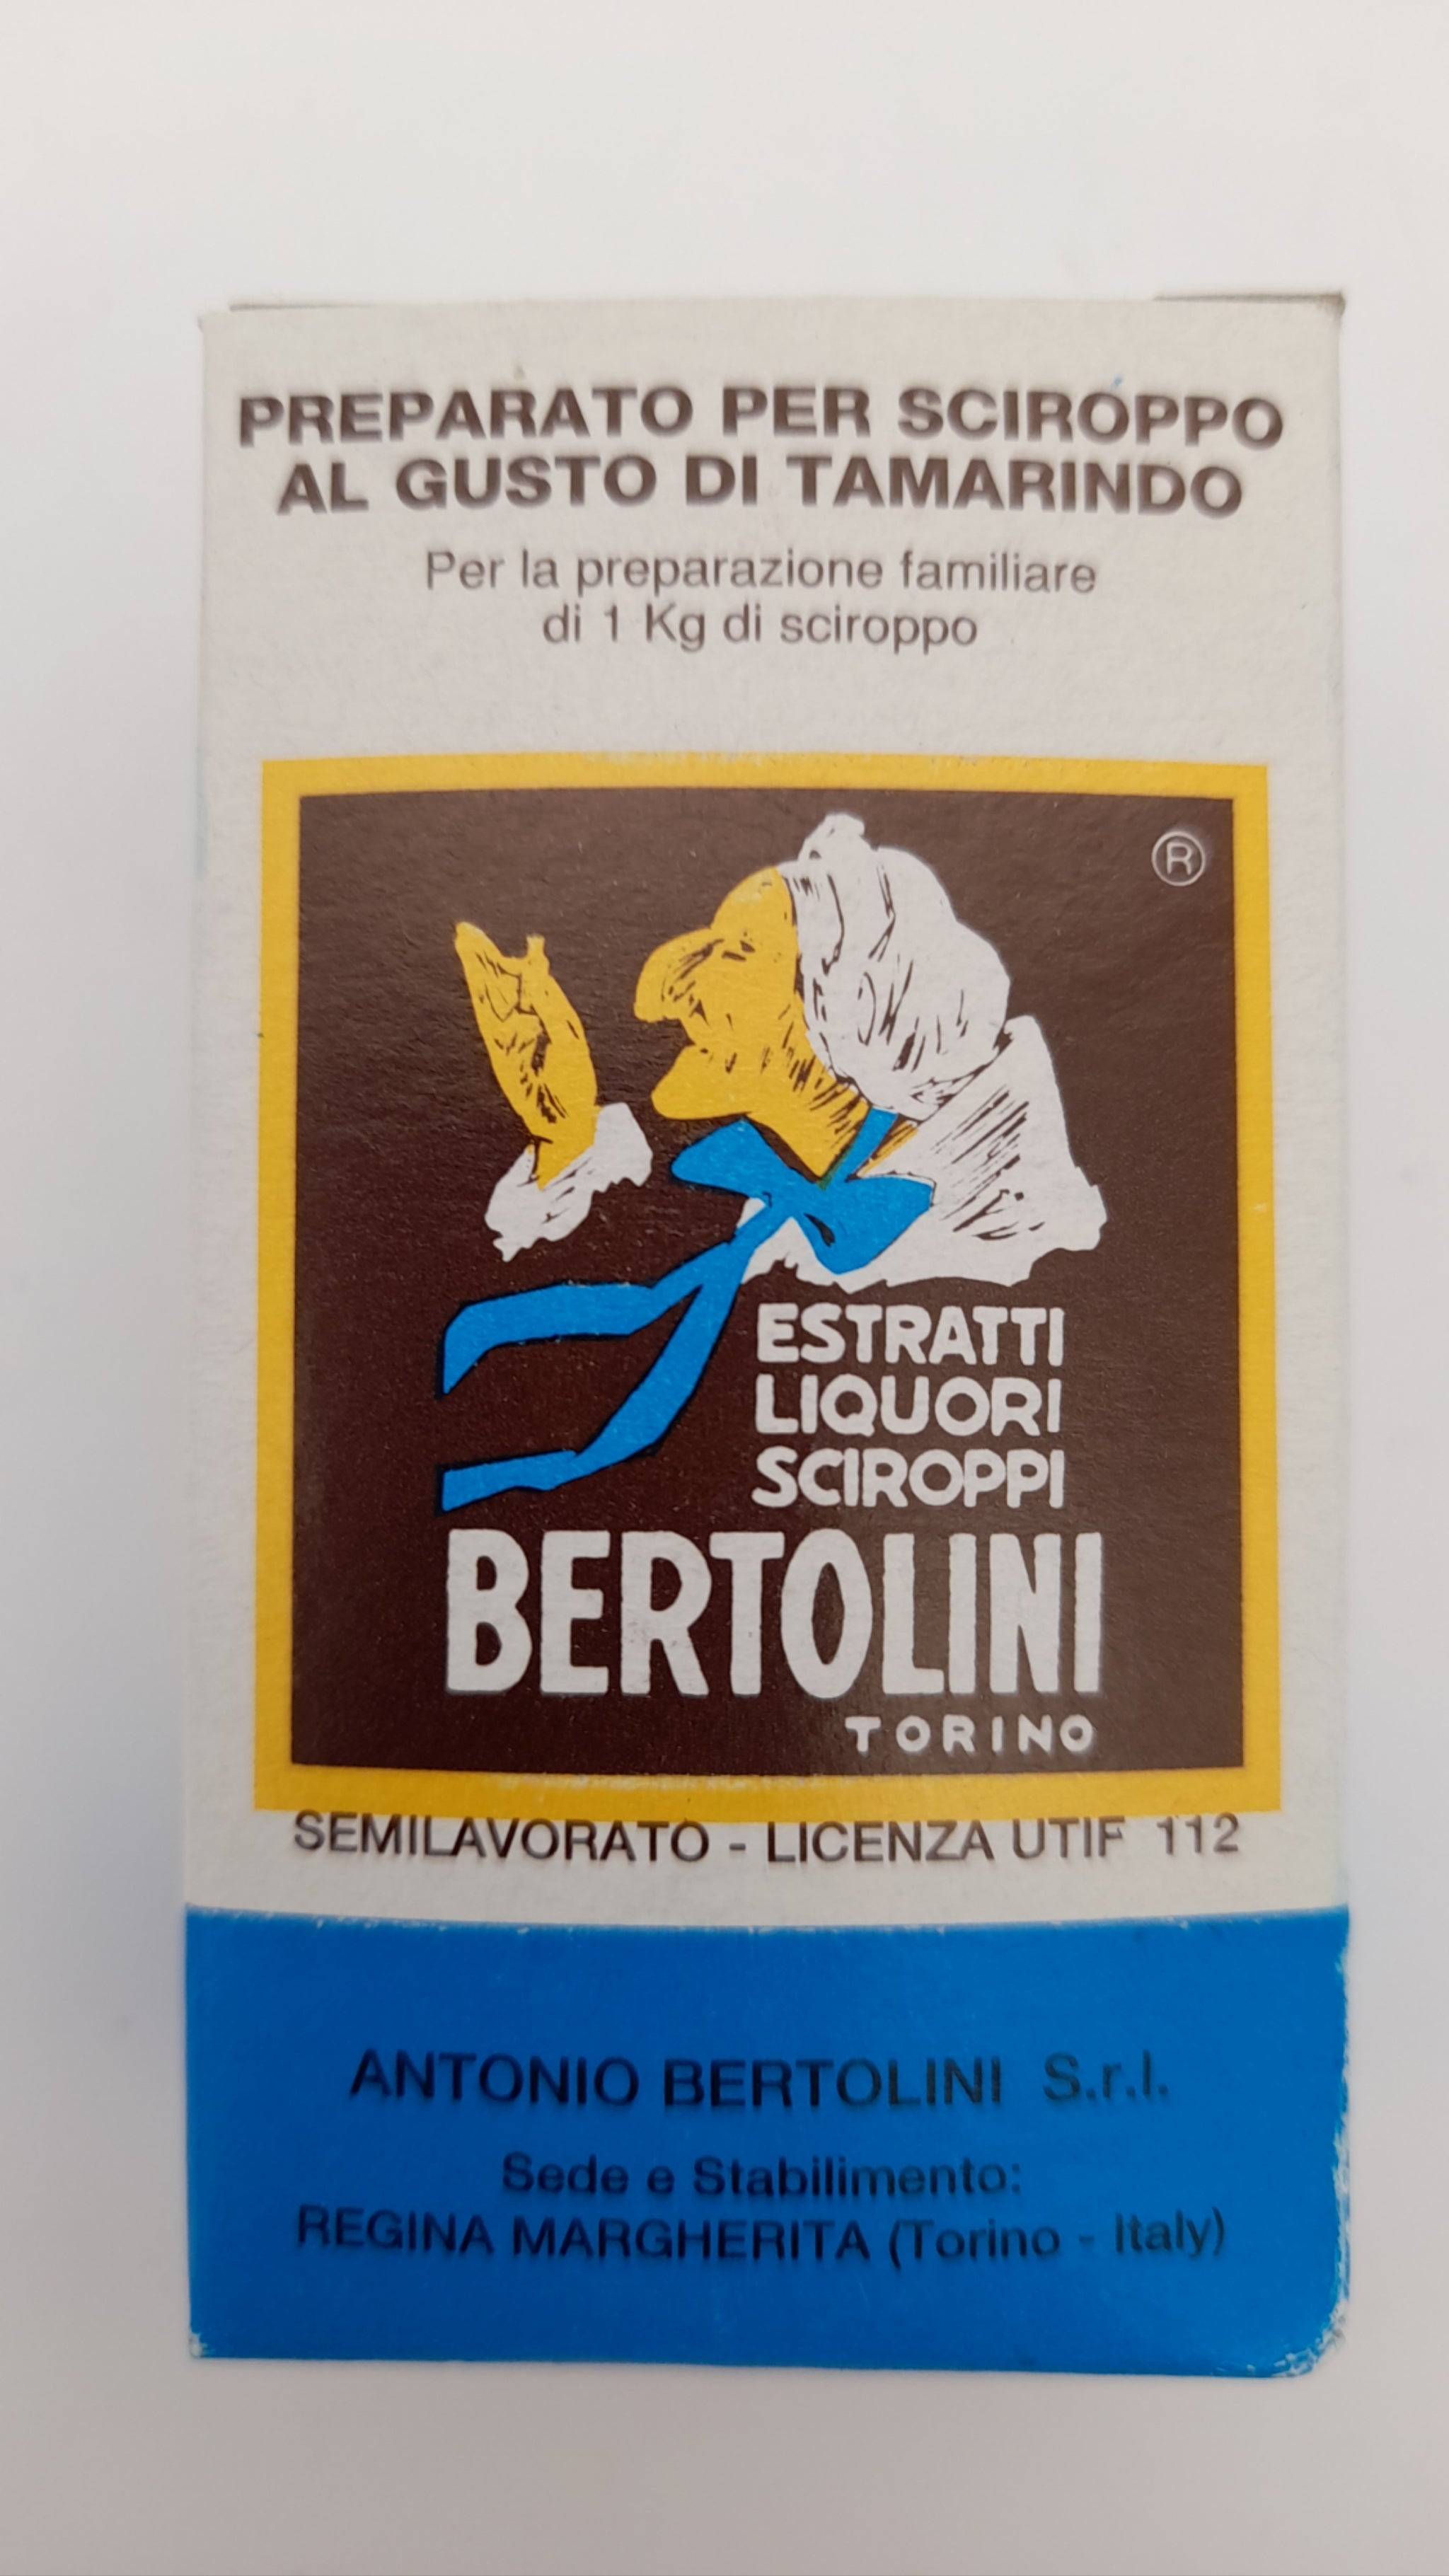 PREPARATO PER SCIROPPO
AL GUSTO DI TAMARINDO
Per la preparazione familiare
di 1 Kg di sciroppo
®
ESTRATTI
LIQUORI
SCIROPPI
BERTOLINI
TORINO
SEMILAVORATO - LICENZA UTIF 112
ANTONIO BERTOLINI S.r.l.
Sede e Stabilimento:
REGINA MARGHERITA (Torino - Italy)